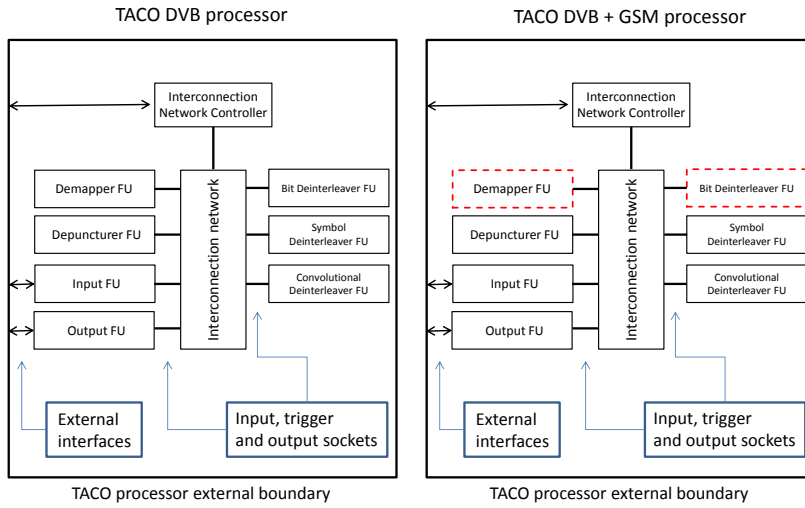 TACO DVB processor
Interconnection
Network Controller
Demapper FU
Depuncturer FU
Input FU
Output FU
Interconnection network
Bit Deinterleaver FU
Symbol
Deinterleaver FU
Convolutional
Deinterleaver FU
External
interfaces
Input, trigger
and output sockets
TACO processor external boundary
TACO DVB + GSM processor
Interconnection
Network Controller
Demapper FU
Depuncturer FU
Input FU
Output FU
Interconnection network
Bit Deinterleaver FU
Symbol
Deinterleaver FU
Convolutional
Deinterleaver FU
External
interfaces
Input, trigger
and output sockets
TACO processor external boundary